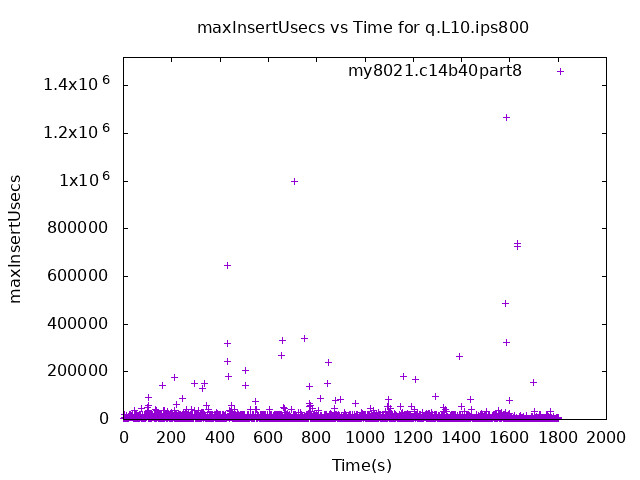 maxInsertUsecs vs Time for q.L10.ips800
my8021.c14b40part8
1.4x10^6
1.2x10^6
1x10^6
800000
600000
400000
200000
0
maxInsertUsecs
0 200 400 600 800 1000 1200 1400 1600 1800 2000
Time(s)